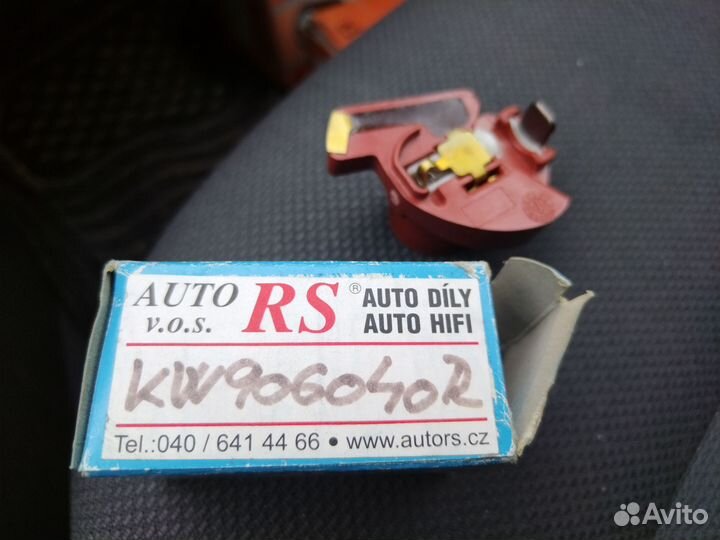 AUTO RS® AUTO DÍLY
v.o.s. AUTO HIFI
KW906040R
Tel.:040 / 641 44 66 • www.autors.cz
Avito